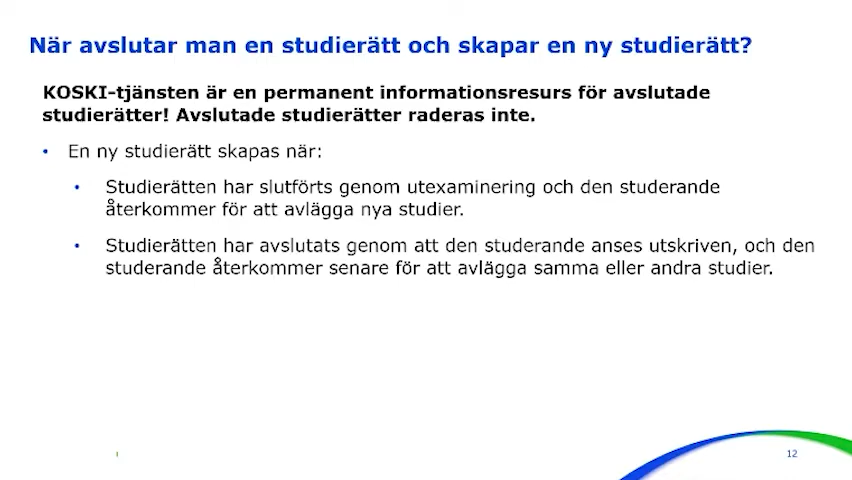 När avslutar man en studierätt och skapar en ny studierätt?
KOSKI-tjänsten är en permanent informationsresurs för avslutade
studierätter! Avslutade studierätter raderas inte.
• En ny studierätt skapas när:
• Studierätten har slutförts genom utexaminering och den studerande
återkommer för att avlägga nya studier.
• Studierätten har avslutats genom att den studerande anses utskriven, och den
studerande återkommer senare för att avlägga samma eller andra studier.
12